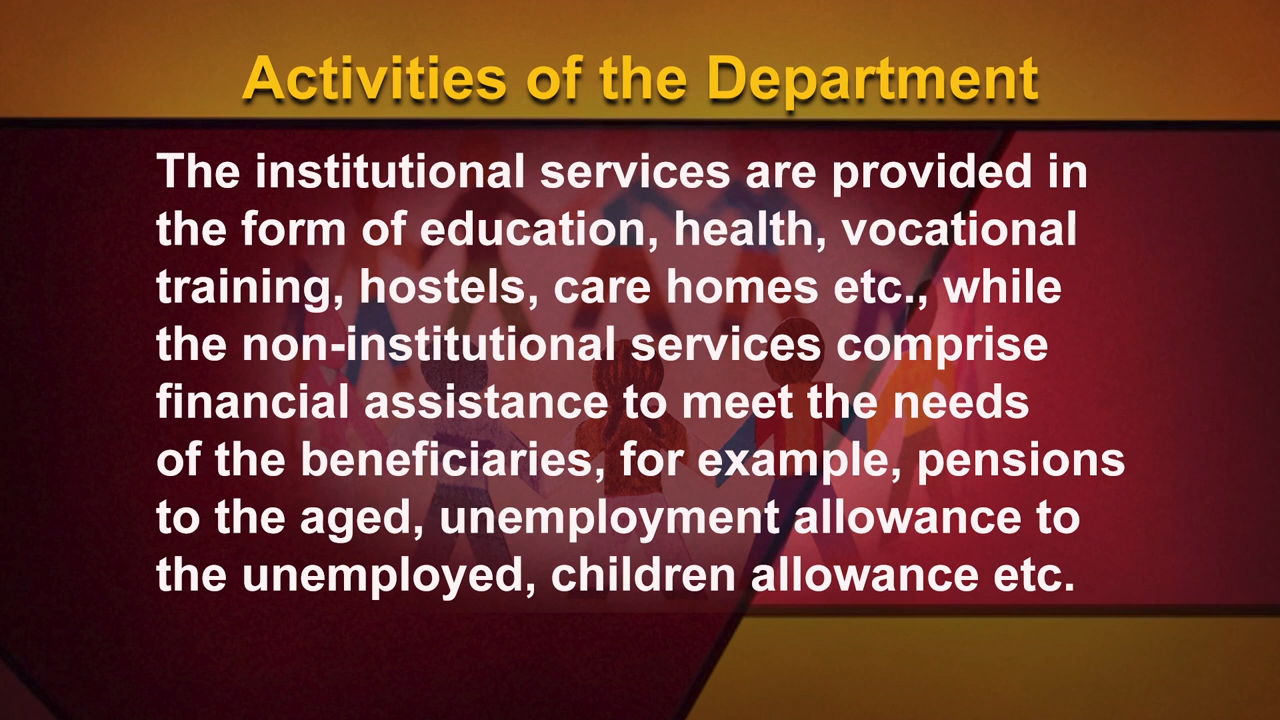 Activities of the Department
The institutional services are provided in
the form of education, health, vocational
training, hostels, care homes etc., while
the non-institutional services comprise
financial assistance to meet the needs
of the beneficiaries, for example, pensions
to the aged, unemployment allowance to
the unemployed, children allowance etc.